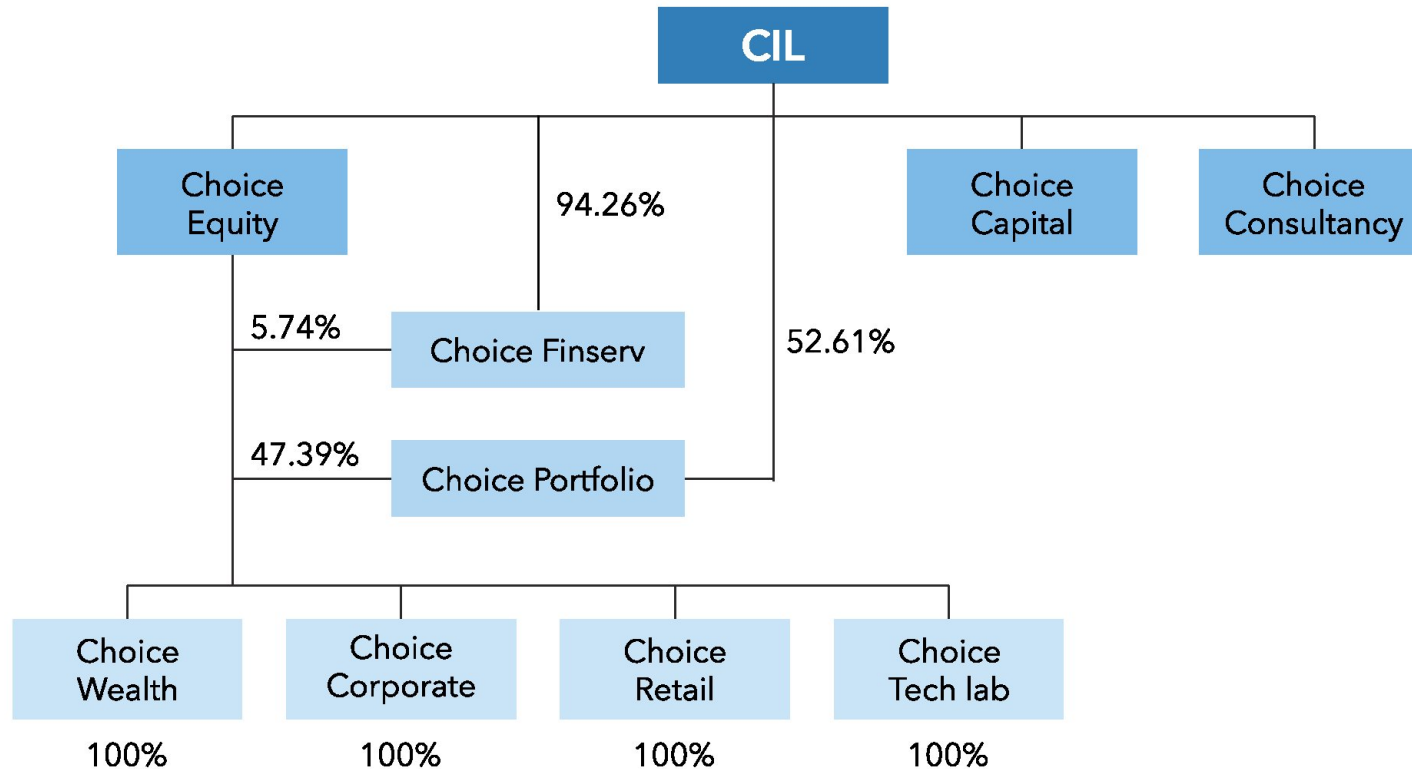 CIL
Choice
Equity
94.26%
Choice
Capital
Choice
Consultancy
5.74%
Choice Finserv
52.61%
47.39%
Choice Portfolio
Choice
Wealth
Choice
Corporate
Choice
Retail
Choice
Tech lab
100%
100%
100%
100%